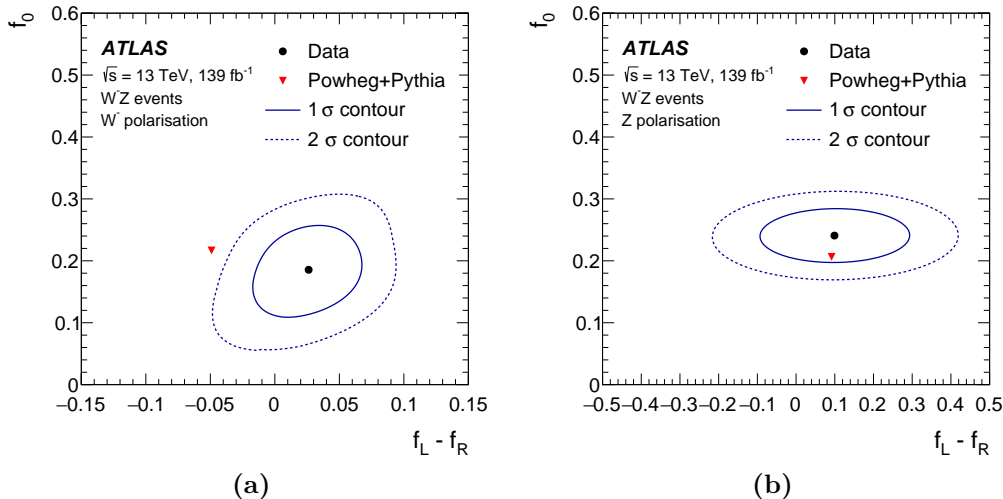 f₀
0.6
0.5
0.4
0.3
0.2
0.1
0
ATLAS
√s = 13 TeV, 139 fb⁻¹
W⁻Z events
W⁻ polarisation
Data
Powheg+Pythia
1 σ contour
2 σ contour
−0.15 −0.1 −0.05 0 0.05 0.1 0.15
f_L - f_R
(a)
f₀
0.6
0.5
0.4
0.3
0.2
0.1
0
ATLAS
√s = 13 TeV, 139 fb⁻¹
W⁻Z events
Z polarisation
Data
Powheg+Pythia
1 σ contour
2 σ contour
−0.5 −0.4 −0.3 −0.2 −0.1 0 0.1 0.2 0.3 0.4 0.5
f_L - f_R
(b)